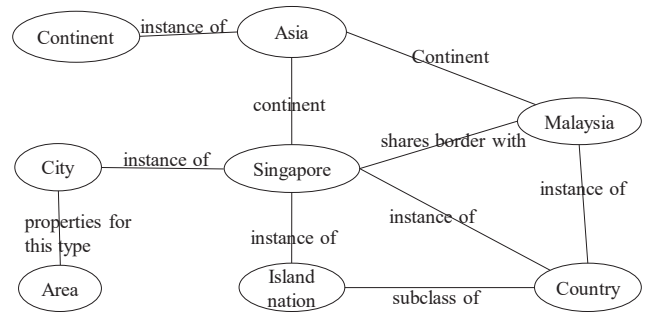 Continent
instance of
Asia
Continent
continent
Malaysia
shares border with
City
instance of
Singapore
instance of
instance of
properties for
this type
instance of
Area
Island
nation
subclass of
Country